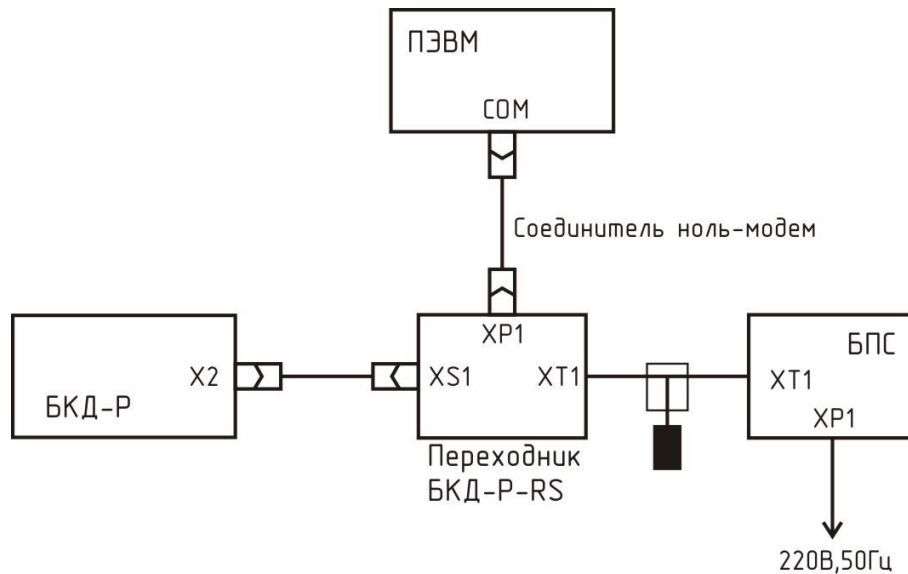 ПЭВМ
COM
Соединитель ноль-модем
БКД-Р
X2
XS1
XP1
XT1
Переходник
БКД-Р-RS
БПС
XT1
XP1
220В,50Гц